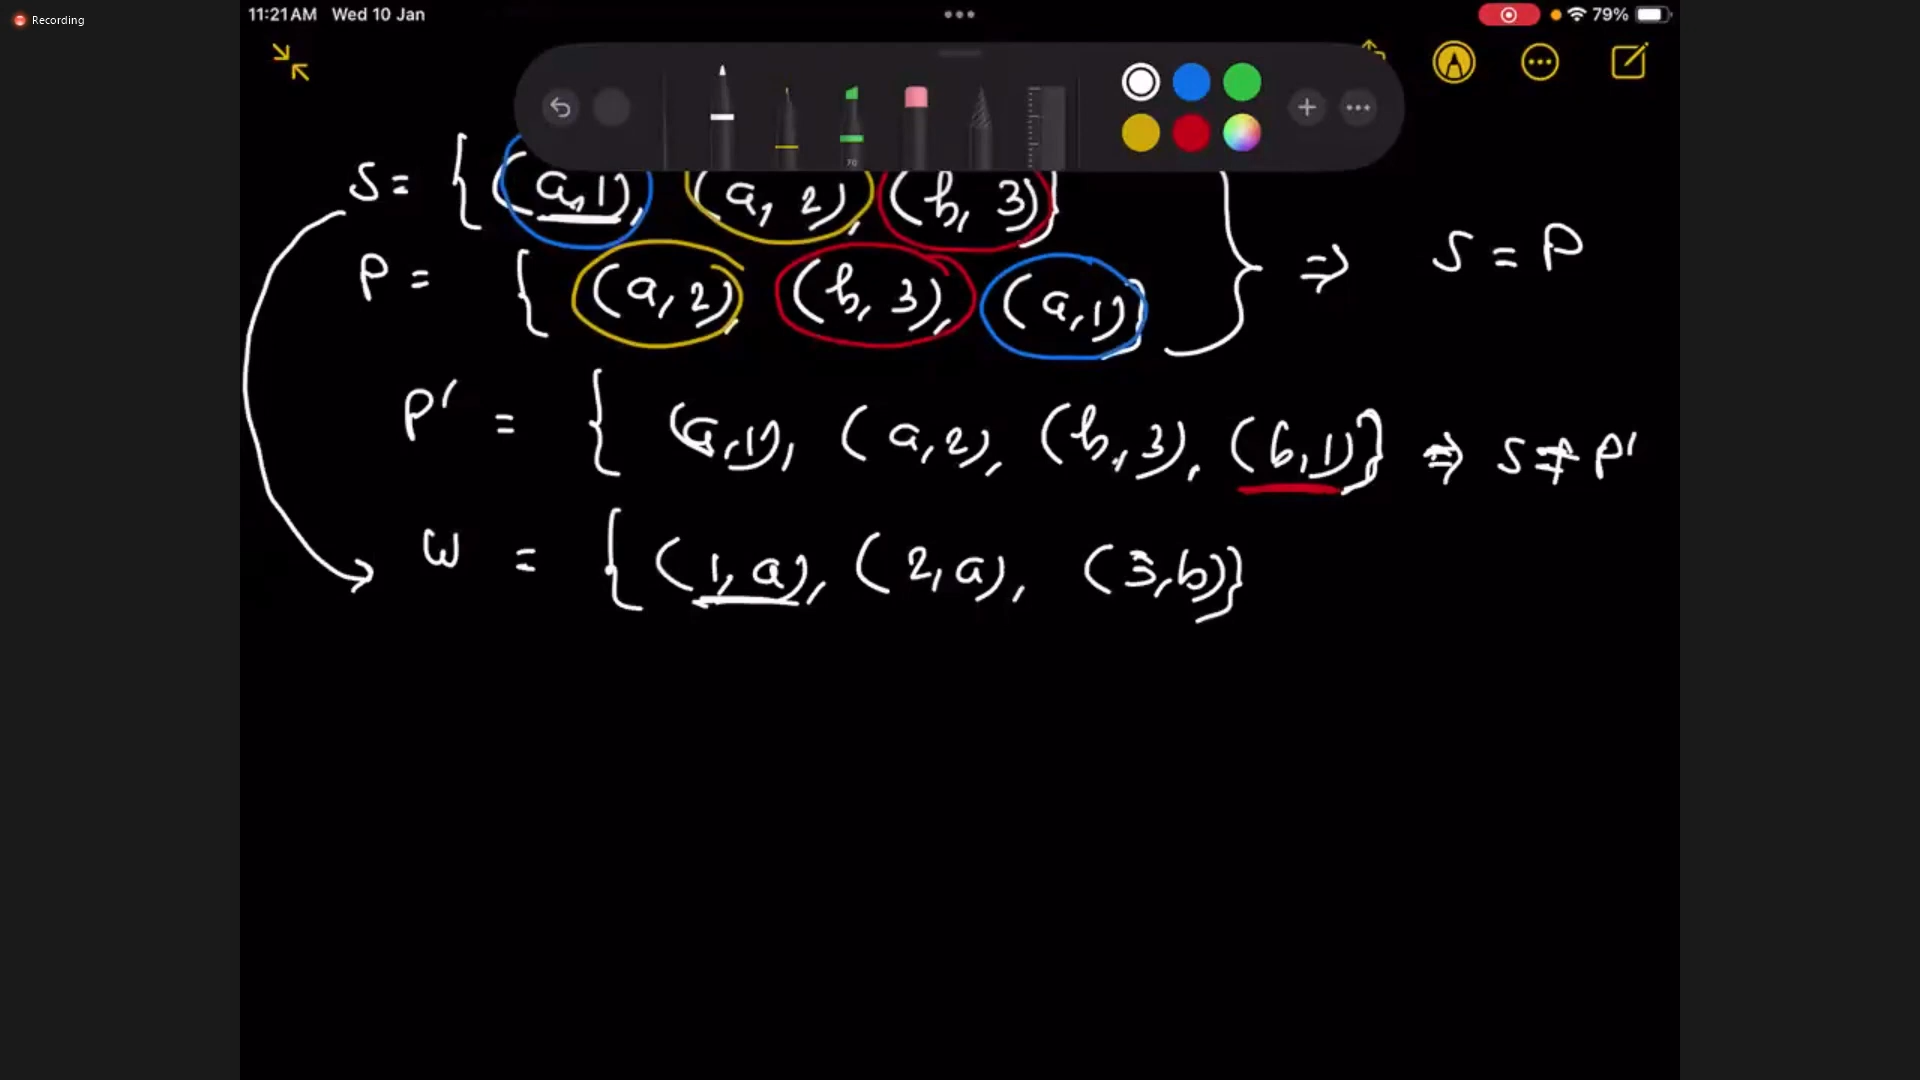 Recording
11:21 AM Wed 10 Jan
79%
70
S = { (a, 1), (a, 2), (b, 3) }
P = { (a, 2), (b, 3), (a, 1) } ⇒ S = P
P' = { (a, 1), (a, 2), (b, 3), (b, 1) } ⇒ S ≠ P'
W = { (1, a), (2, a), (3, b) }